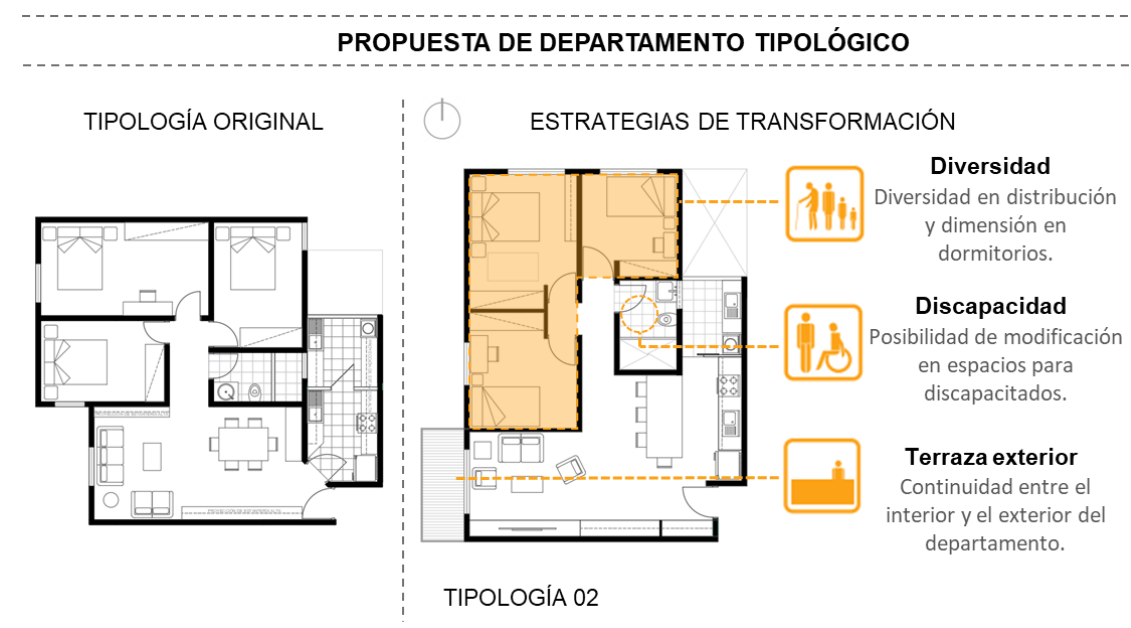 PROPUESTA DE DEPARTAMENTO TIPOLÓGICO
TIPOLOGÍA ORIGINAL
ESTRATEGIAS DE TRANSFORMACIÓN
Diversidad
Diversidad en distribución
y dimensión en
dormitorios.
Discapacidad
Posibilidad de modificación
en espacios para
discapacitados.
Terraza exterior
Continuidad entre el
interior y el exterior del
departamento.
TIPOLOGÍA 02